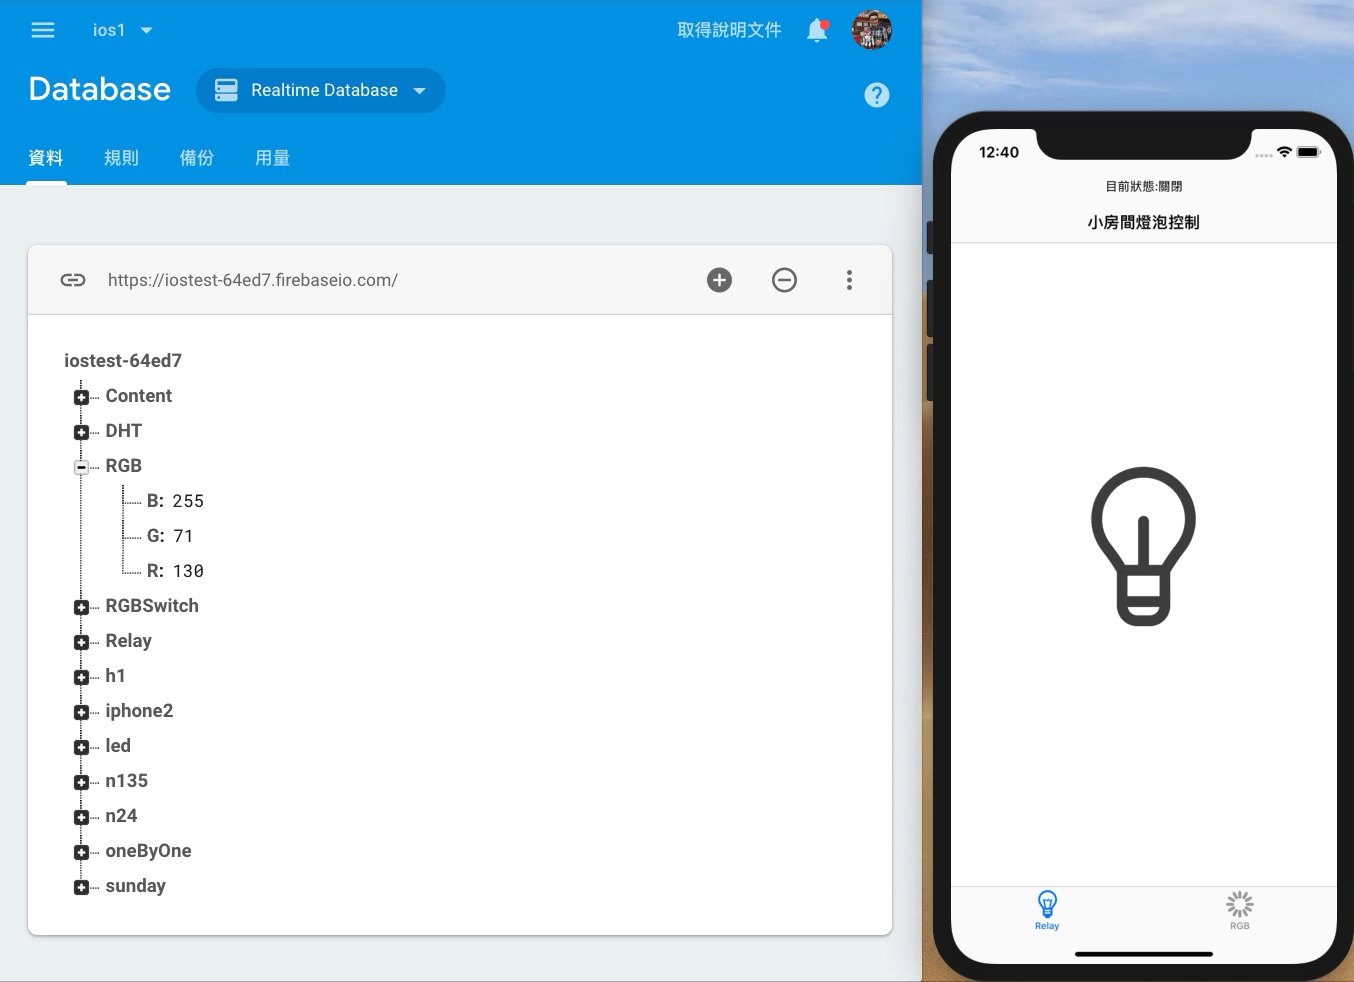 ios1
取得說明文件
Database
Realtime Database
?
資料
規則
備份
用量
https://iostest-64ed7.firebaseio.com/
iostest-64ed7
Content
DHT
RGB
B: 255
G: 71
R: 130
RGBSwitch
Relay
h1
iphone2
led
n135
n24
oneByOne
sunday
12:40
目前狀態:關閉
小房間燈泡控制
Relay
RGB